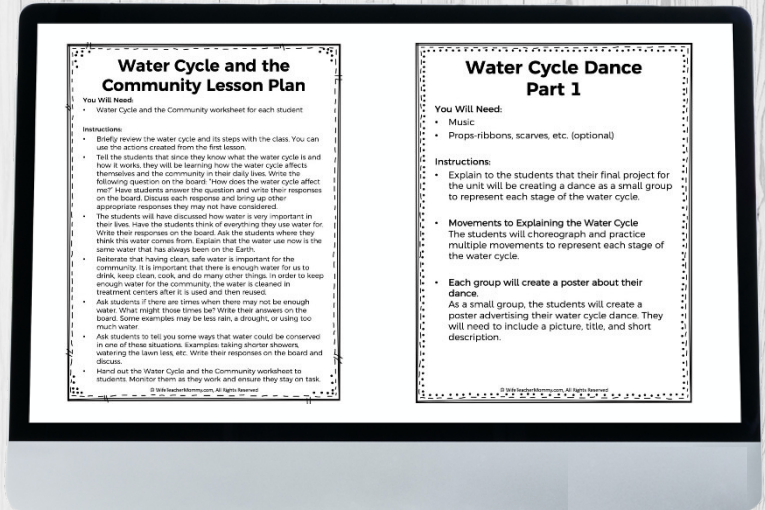 Water Cycle and the
Community Lesson Plan
You Will Need:
• Water Cycle and the Community worksheet for each student
Instructions:
• Briefly review the water cycle and its steps with the class. You can
use the actions created from the first lesson.
• Tell the students that since they know what the water cycle is and
how it works, they will be learning how the water cycle affects
themselves and the community in their daily lives. Write the
following question on the board: "How does the water cycle affect
me?" Have students answer the question and write their responses
on the board. Discuss each response and bring up other
appropriate responses they may not have considered.
• The students will have discussed how water is very important in
their lives. Have the students think of everything they use water for.
Write their responses on the board. Ask the students where they
think this water comes from. Explain that the water use now is the
same water that has always been on the Earth.
• Reiterate that having clean, safe water is important for the
community. It is important that there is enough water for us to
drink, keep clean, cook, and do many other things. In order to keep
enough water for the community, the water is cleaned in
treatment centers after it is used and then reused.
• Ask students if there are times when there may not be enough
water. What might those times be? Write their answers on the
board. Some examples may be less rain, a drought, or using too
much water.
• Ask students to tell you some ways that water could be conserved
in one of these situations. Examples: taking shorter showers,
watering the lawn less, etc. Write their responses on the board and
discuss.
• Hand out the Water Cycle and the Community worksheet to
students. Monitor them as they work and ensure they stay on task.
© WifeTeacherMommy.com, All Rights Reserved
Water Cycle Dance
Part 1
You Will Need:
• Music
• Props-ribbons, scarves, etc. (optional)
Instructions:
• Explain to the students that their final project for
the unit will be creating a dance as a small group
to represent each stage of the water cycle.
• Movements to Explaining the Water Cycle
The students will choreograph and practice
multiple movements to represent each stage of
the water cycle.
• Each group will create a poster about their
dance.
As a small group, the students will create a
poster advertising their water cycle dance. They
will need to include a picture, title, and short
description.
© WifeTeacherMommy.com, All Rights Reserved